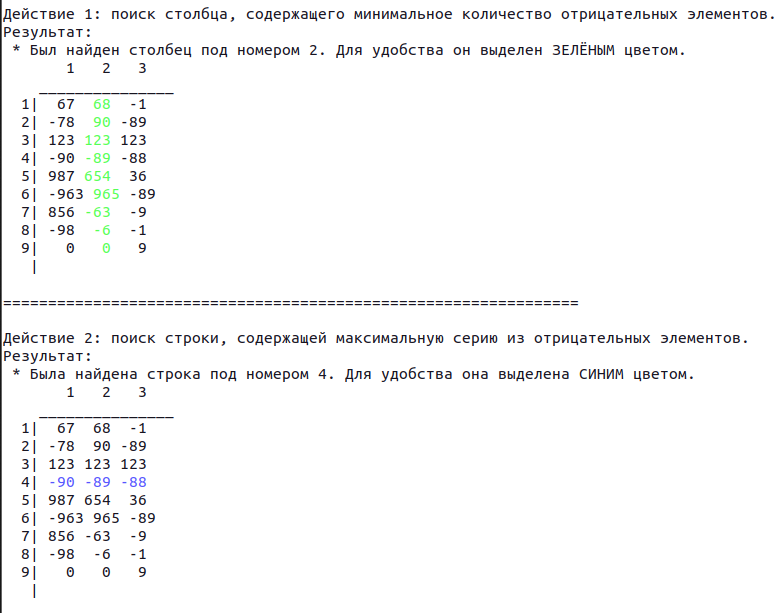 Действие 1: поиск столбца, содержащего минимальное количество отрицательных элементов.
Результат:
 * Был найден столбец под номером 2. Для удобства он выделен ЗЕЛЁНЫМ цветом.
       1   2   3
    _______________
  1|  67  68  -1
  2| -78  90 -89
  3| 123 123 123
  4| -90 -89 -88
  5| 987 654  36
  6| -963 965 -89
  7| 856 -63  -9
  8| -98  -6  -1
  9|   0   0   9
   |
================================================================
Действие 2: поиск строки, содержащей максимальную серию из отрицательных элементов.
Результат:
 * Была найдена строка под номером 4. Для удобства она выделена СИНИМ цветом.
       1   2   3
    _______________
  1|  67  68  -1
  2| -78  90 -89
  3| 123 123 123
  4| -90 -89 -88
  5| 987 654  36
  6| -963 965 -89
  7| 856 -63  -9
  8| -98  -6  -1
  9|   0   0   9
   |